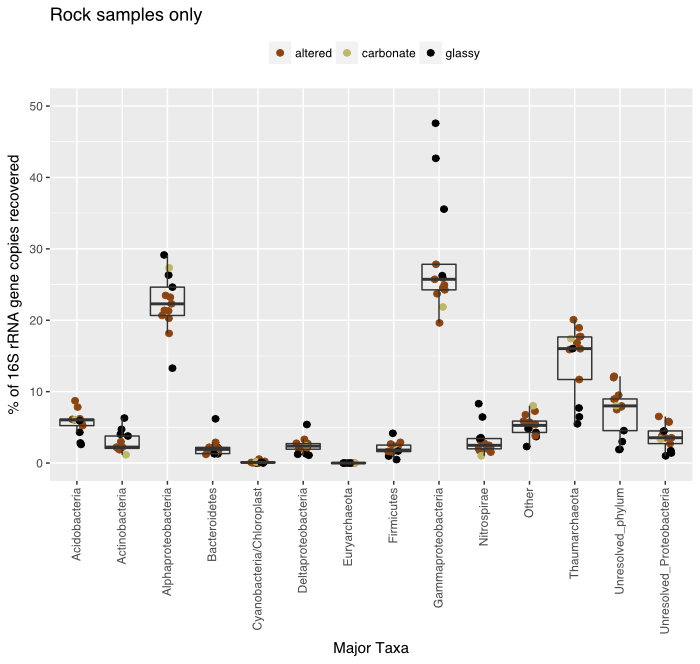 Rock samples only
altered carbonate glassy
% of 16S rRNA gene copies recovered
50
40
30
20
10
0
Acidobacteria
Actinobacteria
Alphaproteobacteria
Bacteroidetes
Cyanobacteria/Chloroplast
Deltaproteobacteria
Euryarchaeota
Firmicutes
Gammaproteobacteria
Nitrospirae
Other
Thaumarchaeota
Unresolved_phylum
Unresolved_Proteobacteria
Major Taxa